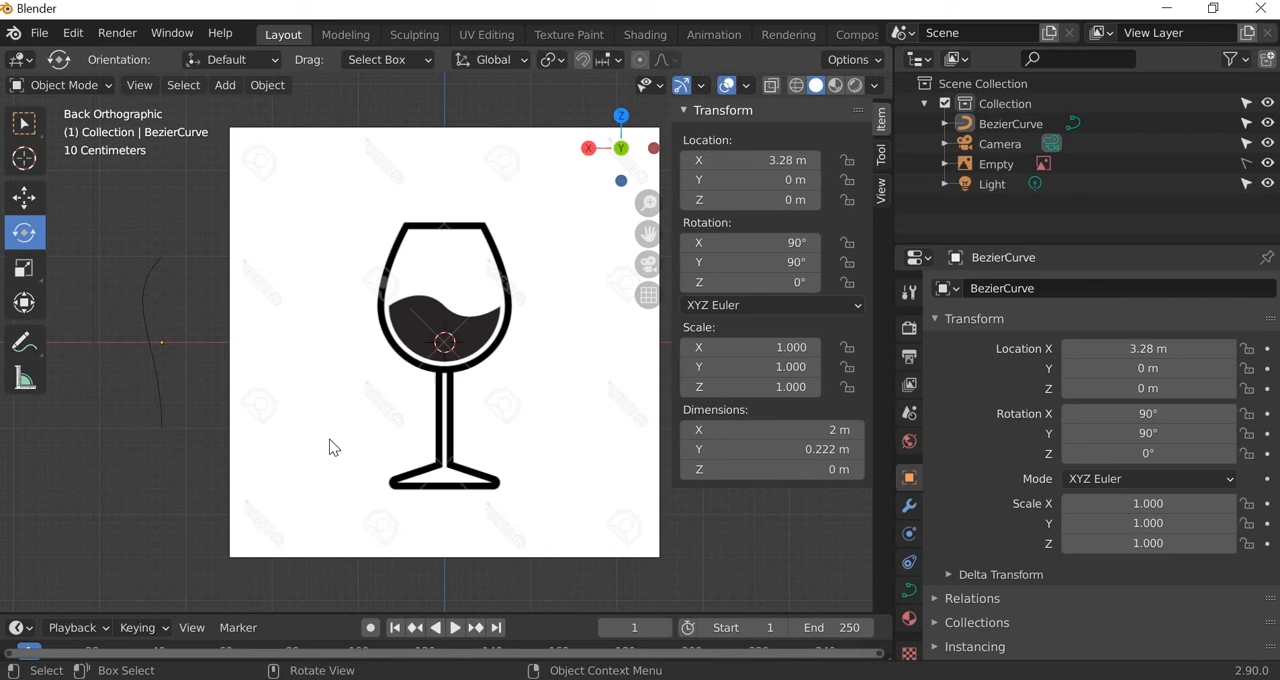 Blender
File Edit Render Window Help Layout Modeling Sculpting UV Editing Texture Paint Shading Animation Rendering Compos Scene View Layer
Orientation: Default Drag: Select Box Global Options
Object Mode View Select Add Object
Back Orthographic
(1) Collection | BezierCurve
10 Centimeters
Z
X
Y
Transform
Location:
X 3.28 m
Y 0 m
Z 0 m
Rotation:
X 90°
Y 90°
Z 0°
XYZ Euler
Scale:
X 1.000
Y 1.000
Z 1.000
Dimensions:
X 2 m
Y 0.222 m
Z 0 m
Item
Tool
View
Scene Collection
Collection
BezierCurve
Camera
Empty
Light
BezierCurve
BezierCurve
Transform
Location X 3.28 m
Y 0 m
Z 0 m
Rotation X 90°
Y 90°
Z 0°
Mode XYZ Euler
Scale X 1.000
Y 1.000
Z 1.000
Delta Transform
Relations
Collections
Instancing
Playback Keying View Marker 1 Start 1 End 250
Select Box Select Rotate View Object Context Menu 2.90.0